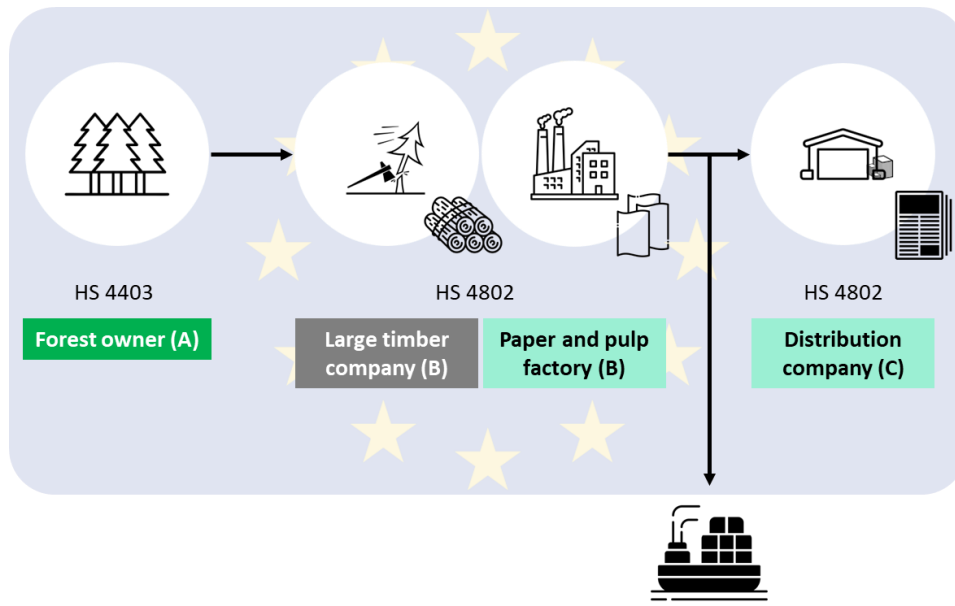 HS 4403
HS 4802
HS 4802
Forest owner (A)
Large timber
company (B)
Paper and pulp
factory (B)
Distribution
company (C)